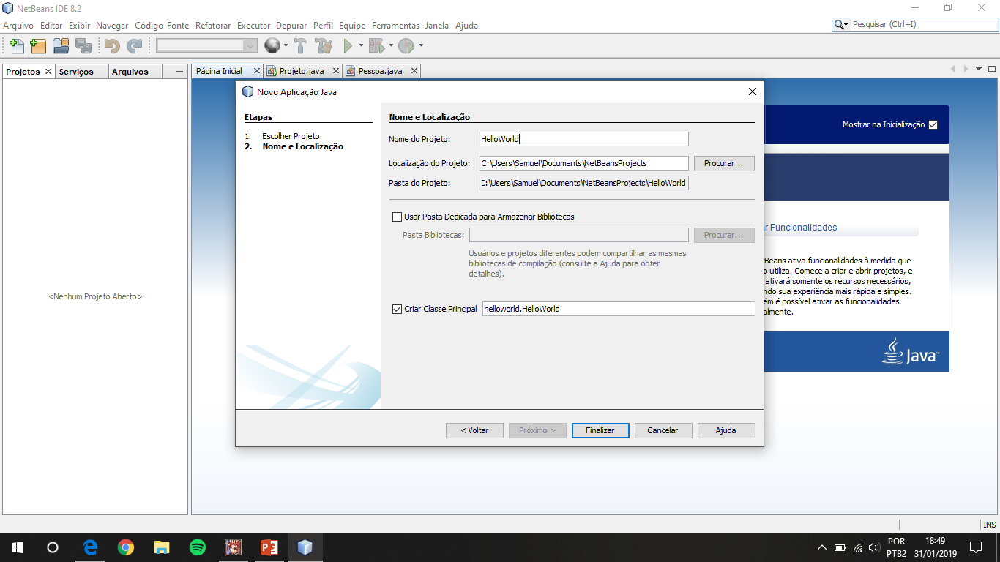 NetBeans IDE 8.2
Arquivo Editar Exibir Navegar Código-Fonte Refatorar Executar Depurar Perfil Equipe Ferramentas Janela Ajuda
Pesquisar (Ctrl+I)
Projetos Serviços Arquivos
Página Inicial Projeto.java Pessoa.java
Novo Aplicação Java
Etapas
1. Escolher Projeto
2. Nome e Localização
Nome e Localização
Nome do Projeto: HelloWorld
Localização do Projeto: C:\Users\Samuel\Documents\NetBeansProjects Procurar...
Pasta do Projeto: C:\Users\Samuel\Documents\NetBeansProjects\HelloWorld
Usar Pasta Dedicada para Armazenar Bibliotecas
Pasta Bibliotecas: Procurar...
Usuários e projetos diferentes podem compartilhar as mesmas
bibliotecas de compilação (consulte a Ajuda para obter
detalhes).
Criar Classe Principal helloworld.HelloWorld
< Voltar Próximo > Finalizar Cancelar Ajuda
<Nenhum Projeto Aberto>
Mostrar na Inicialização
r Funcionalidades
Beans ativa funcionalidades à medida que
o utiliza. Comece a criar e abrir projetos, e
ativará somente os recursos necessários,
ndo sua experiência mais rápida e simples.
ém é possível ativar as funcionalidades
almente.
Java
INS
POR
PTB2
18:49
31/01/2019